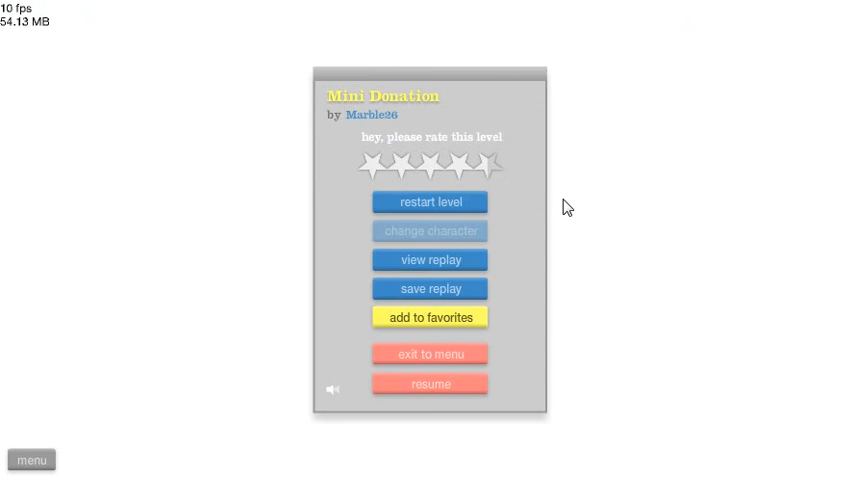 10 fps
54.13 MB
Mini Donation
by Marble26
hey, please rate this level
restart level
change character
view replay
save replay
add to favorites
exit to menu
resume
menu